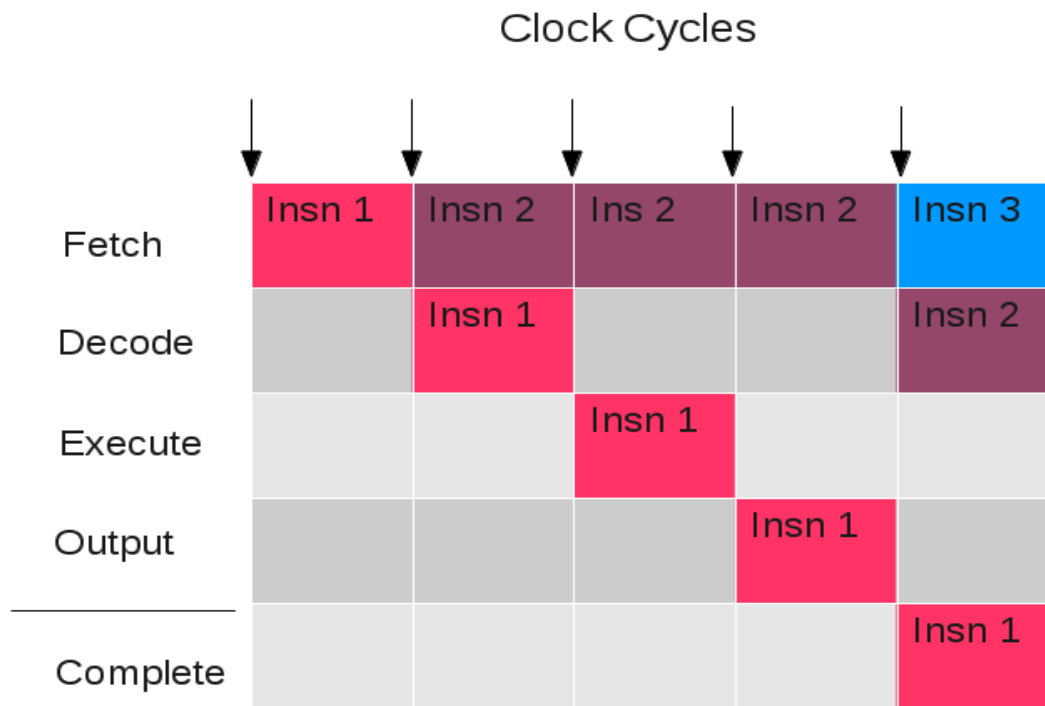 Clock Cycles
Fetch Insn 1 Insn 2 Ins 2 Insn 2 Insn 3
Decode Insn 1 Insn 2
Execute Insn 1
Output Insn 1
Complete Insn 1